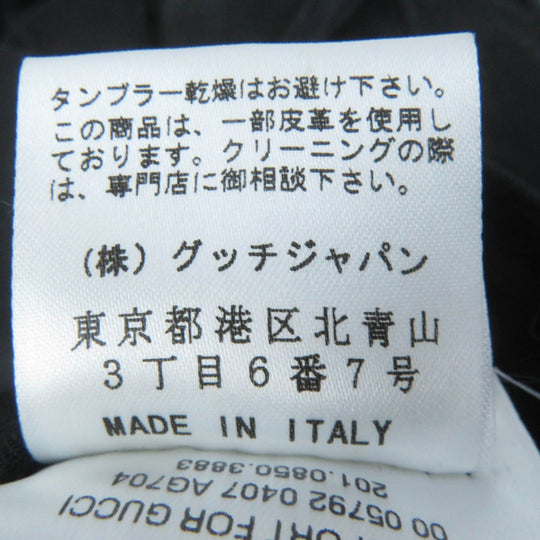 タンブラー乾燥はお避け下さい。
この商品は、一部皮革を使用し
ております。クリーニングの際
は、専門店に御相談下さい。
(株)グッチジャパン
東京都港区北青山
3丁目6番7号
MADE IN ITALY
FOR GUCCI
00 05792 0407 AG704
201.0850.3883